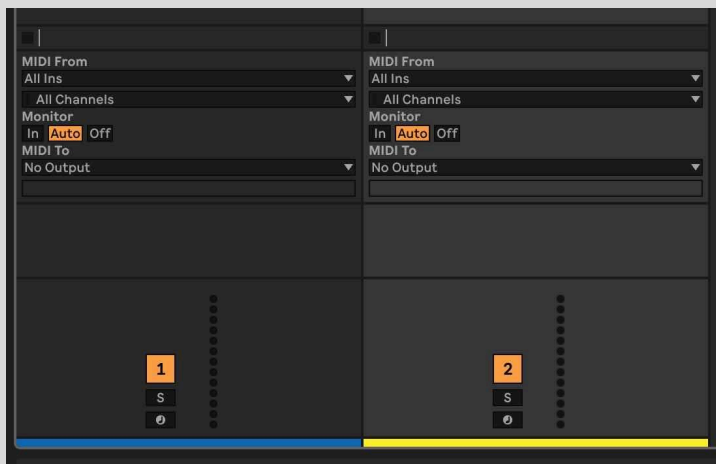 MIDI From
All Ins
All Channels
Monitor
In Auto Off
MIDI To
No Output
1
S
MIDI From
All Ins
All Channels
Monitor
In Auto Off
MIDI To
No Output
2
S